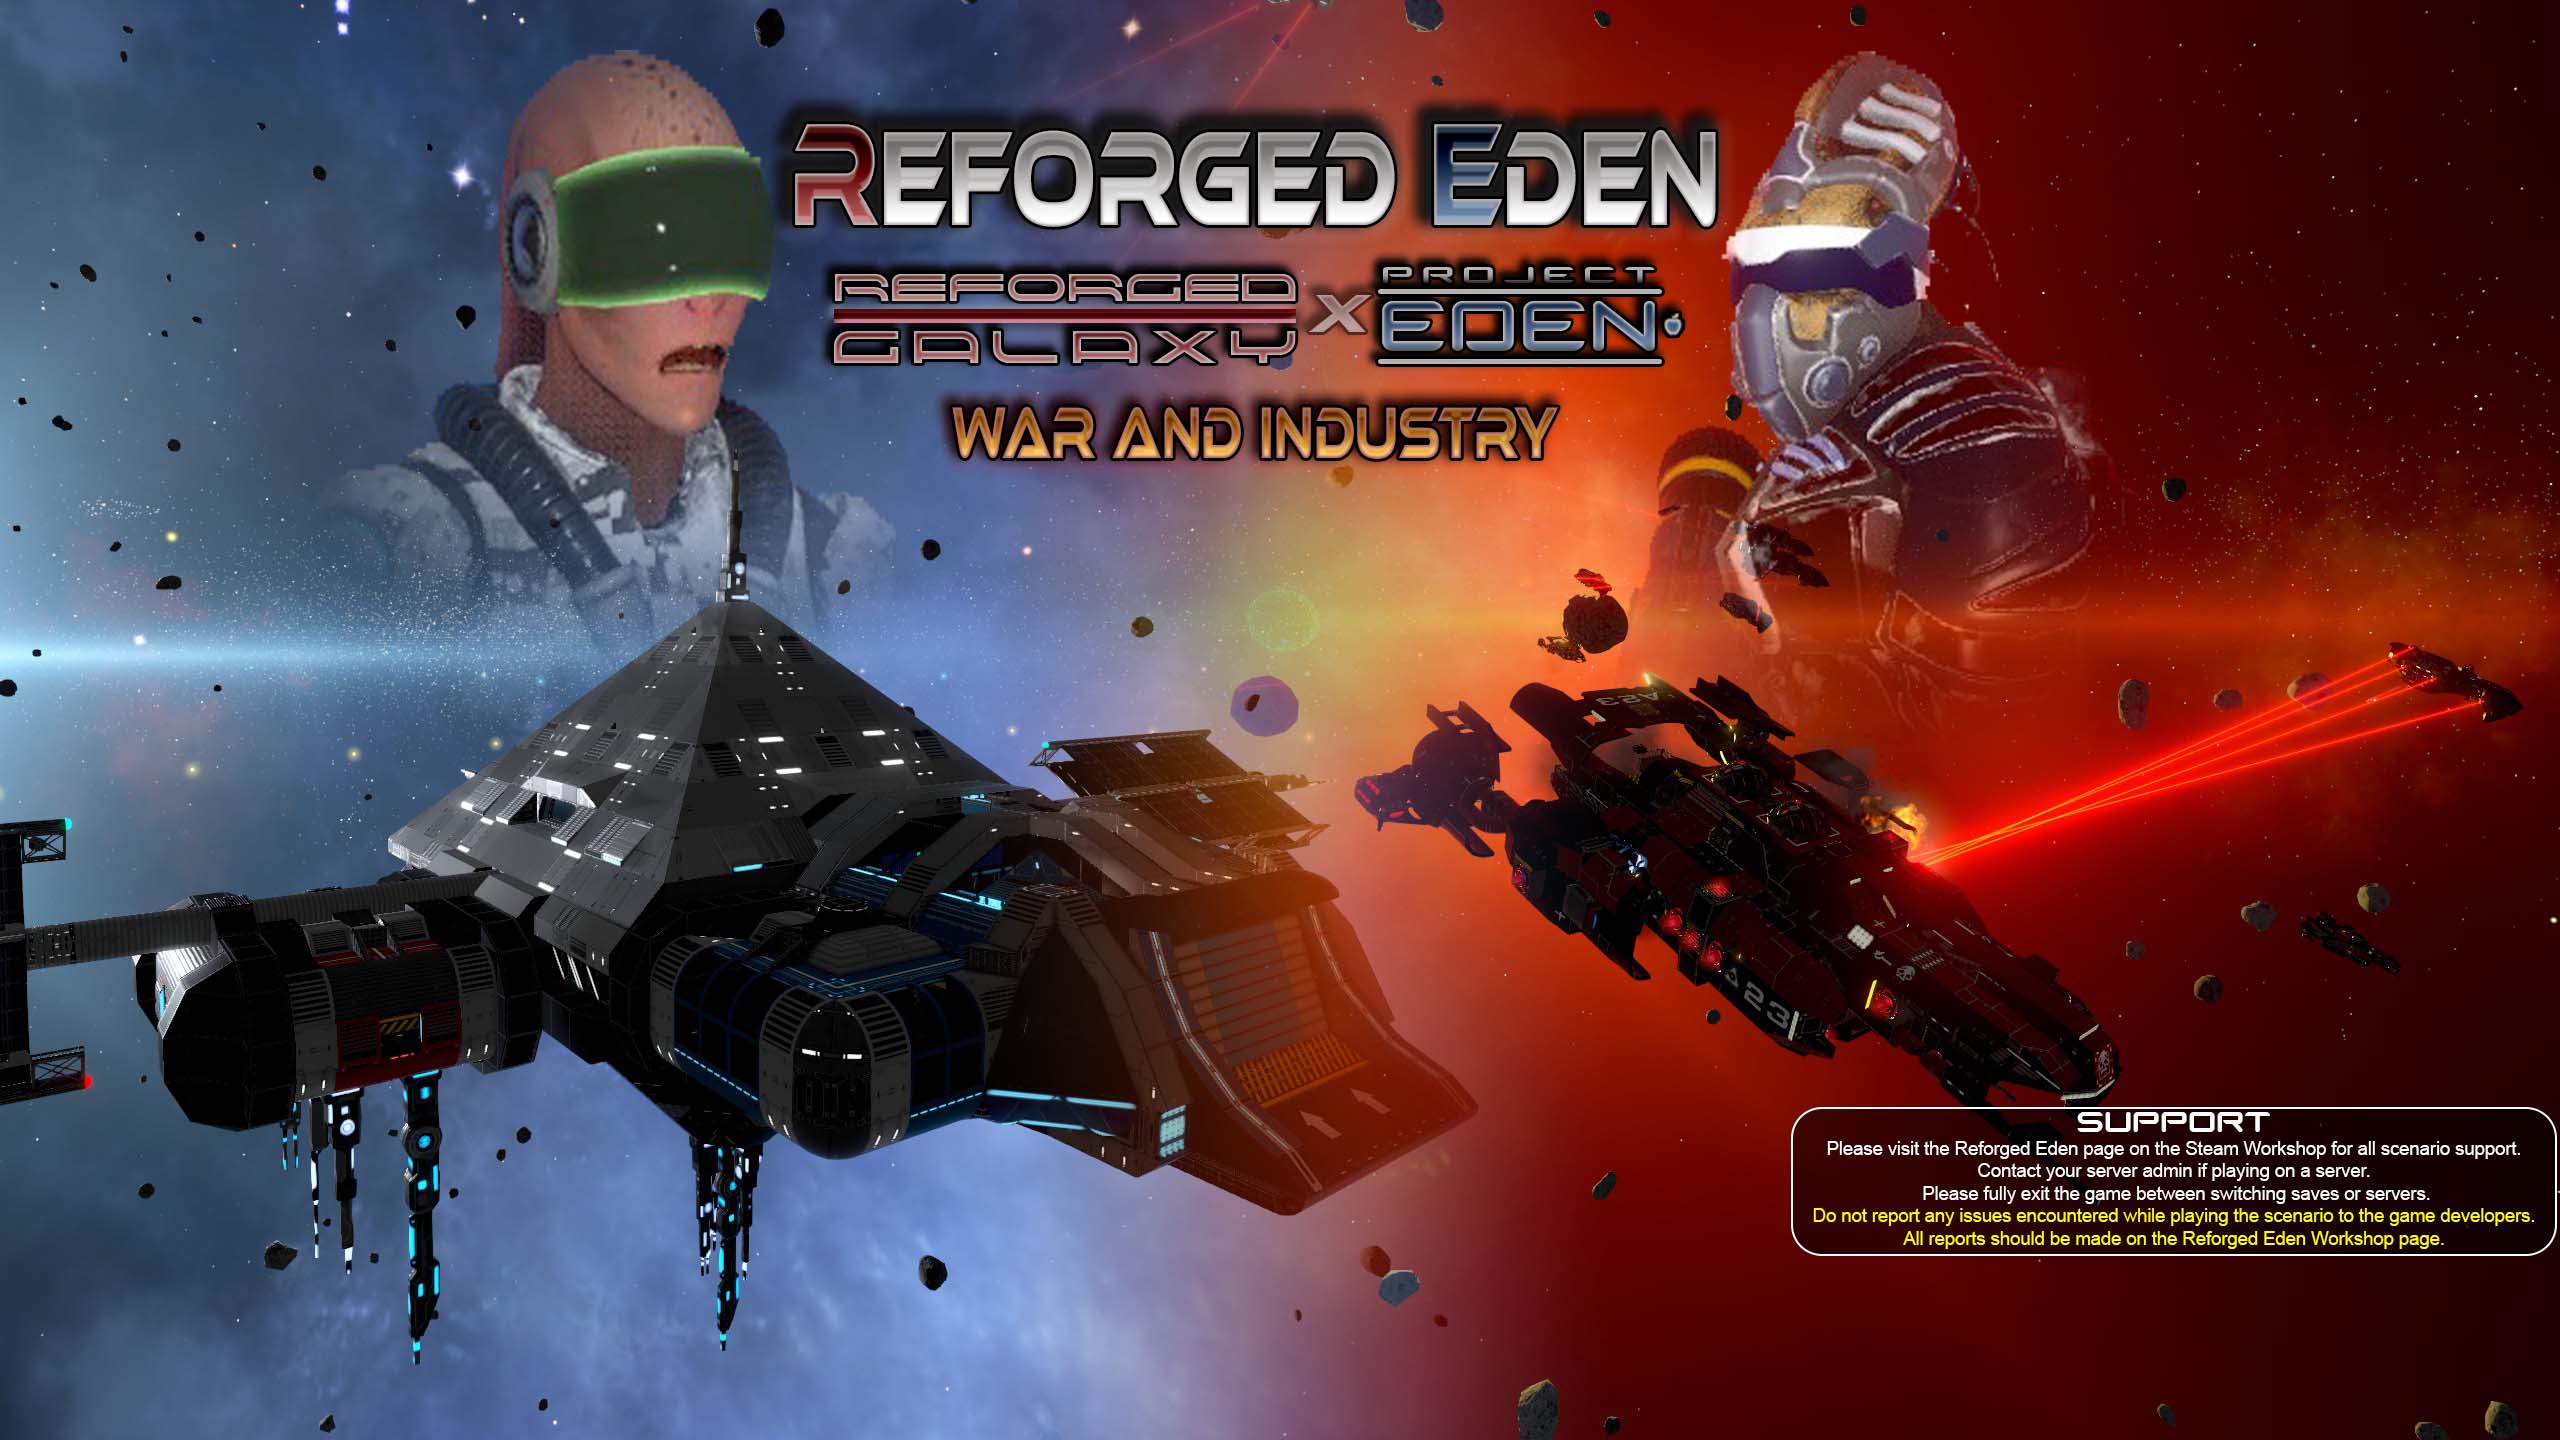 REFORGED EDEN
REFORGED GALAXY X PROJECT EDEN
WAR AND INDUSTRY
A23
A23
SUPPORT
Please visit the Reforged Eden page on the Steam Workshop for all scenario support.
Contact your server admin if playing on a server.
Please fully exit the game between switching saves or servers.
Do not report any issues encountered while playing the scenario to the game developers.
All reports should be made on the Reforged Eden Workshop page.